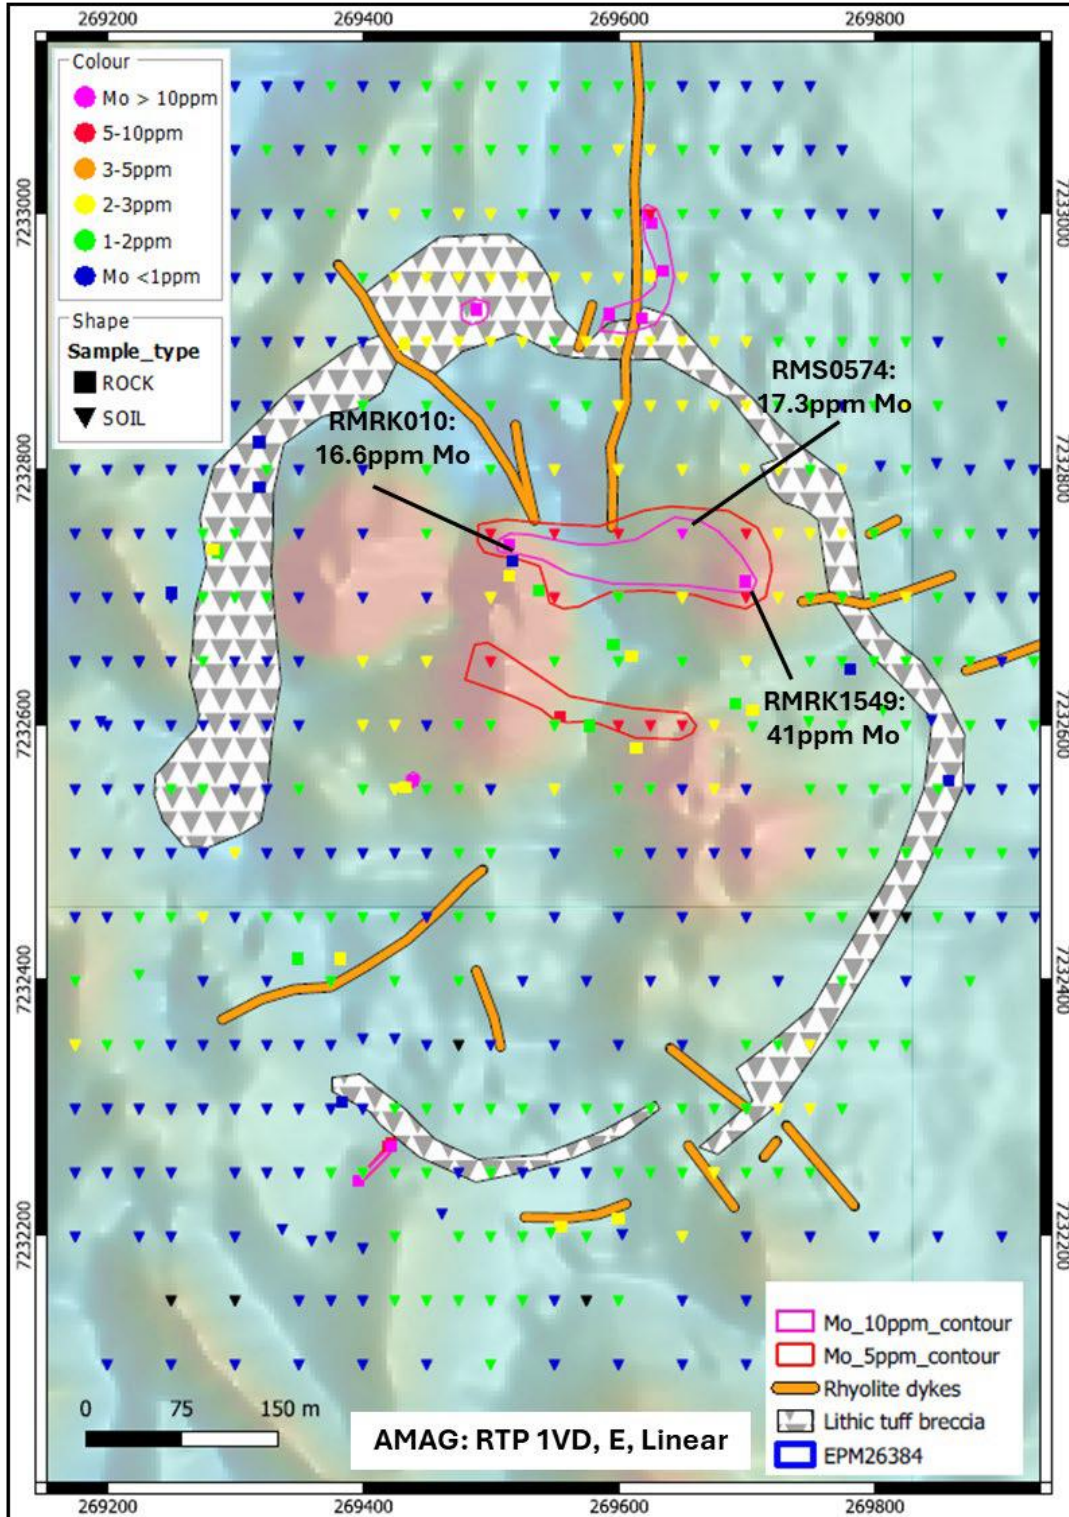 269200 269400 269600 269800
Colour
Mo > 10ppm
5-10ppm
3-5ppm
2-3ppm
1-2ppm
Mo <1ppm
Shape
Sample_type
ROCK
SOIL
7233000
7233000
RMS0574:
17.3ppm Mo
RMRK010:
16.6ppm Mo
7232800
7232800
RMRK1549:
41ppm Mo
7232600
7232600
7232400
7232400
7232200
7232200
Mo_10ppm_contour
Mo_5ppm_contour
Rhyolite dykes
Lithic tuff breccia
EPM26384
0 75 150 m
AMAG: RTP 1VD, E, Linear
269200 269400 269600 269800